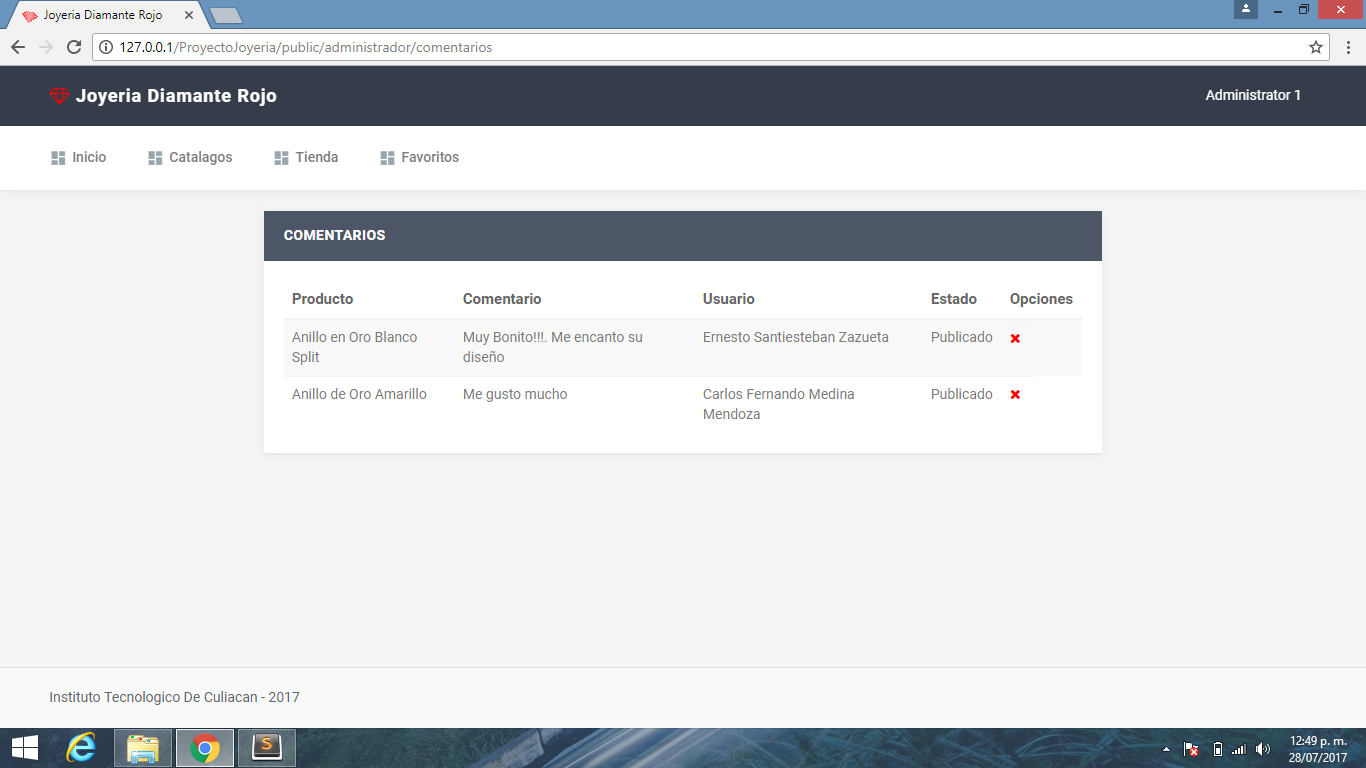 Joyeria Diamante Rojo
127.0.0.1/ProyectoJoyeria/public/administrador/comentarios
Joyeria Diamante Rojo
Administrator 1
Inicio
Catalagos
Tienda
Favoritos
COMENTARIOS
Producto
Comentario
Usuario
Estado
Opciones
Anillo en Oro Blanco
Split
Muy Bonito!!!. Me encanto su
diseño
Ernesto Santiesteban Zazueta
Publicado
Anillo de Oro Amarillo
Me gusto mucho
Carlos Fernando Medina
Mendoza
Publicado
Instituto Tecnologico De Culiacan - 2017
12:49 p. m.
28/07/2017